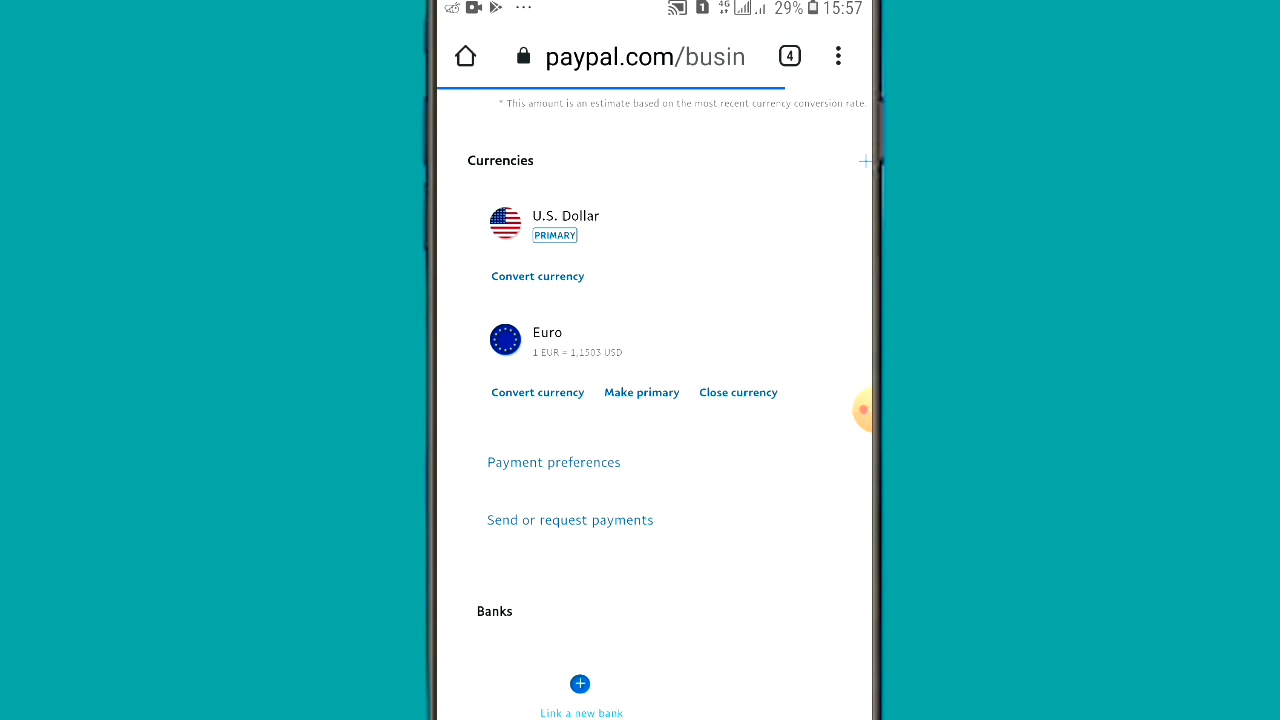 29% 15:57
paypal.com/busin 4
* This amount is an estimate based on the most recent currency conversion rate.
Currencies
U.S. Dollar
PRIMARY
Convert currency
Euro
1 EUR = 1,1503 USD
Convert currency Make primary Close currency
Payment preferences
Send or request payments
Banks
Link a new bank